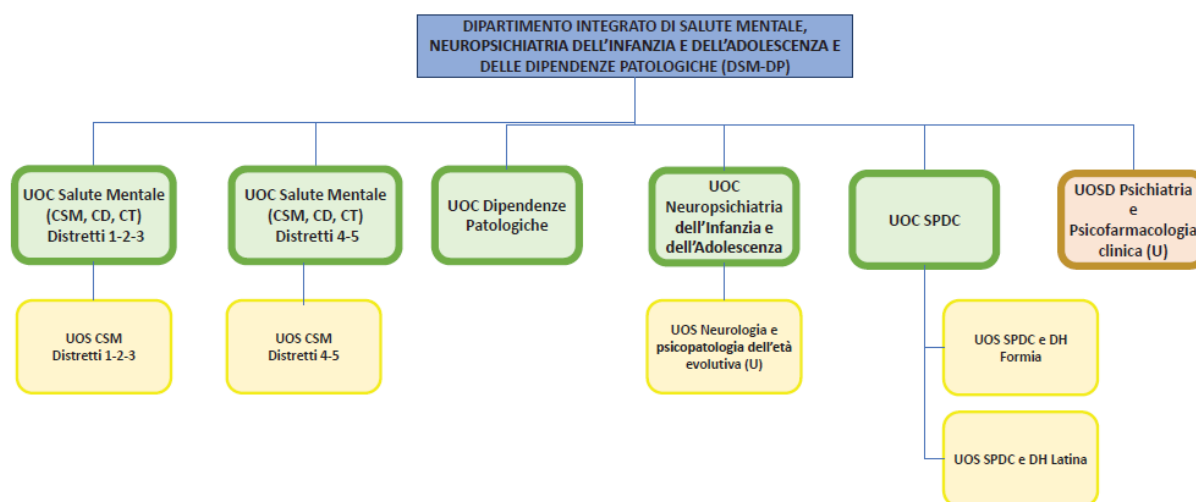 DIPARTIMENTO INTEGRATO DI SALUTE MENTALE,
NEUROPSICHIATRIA DELL'INFANZIA E DELL'ADOLESCENZA E
DELLE DIPENDENZE PATOLOGICHE (DSM-DP)
UOC Salute Mentale
(CSM, CD, CT)
Distretti 1-2-3
UOC Salute Mentale
(CSM, CD, CT)
Distretti 4-5
UOC Dipendenze
Patologiche
UOC
Neuropsichiatria
dell'Infanzia e
dell'Adolescenza
UOC SPDC
UOSD Psichiatria
e
Psicofarmacologia
clinica (U)
UOS CSM
Distretti 1-2-3
UOS CSM
Distretti 4-5
UOS Neurologia e
psicopatologia dell'età
evolutiva (U)
UOS SPDC e DH
Formia
UOS SPDC e DH Latina